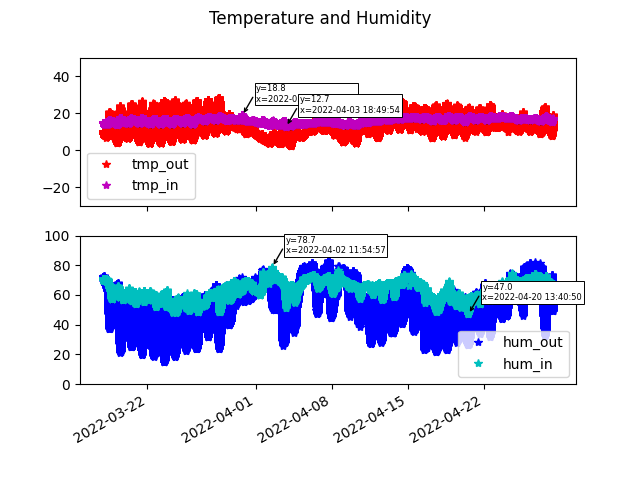 Temperature and Humidity
40
20
0
−20
y=18.8
x=2022-0
y=12.7
x=2022-04-03 18:49:54
tmp_out
tmp_in
100
80
60
40
20
0
y=78.7
x=2022-04-02 11:54:57
y=47.0
x=2022-04-20 13:40:50
hum_out
hum_in
2022-03-22
2022-04-01
2022-04-08
2022-04-15
2022-04-22